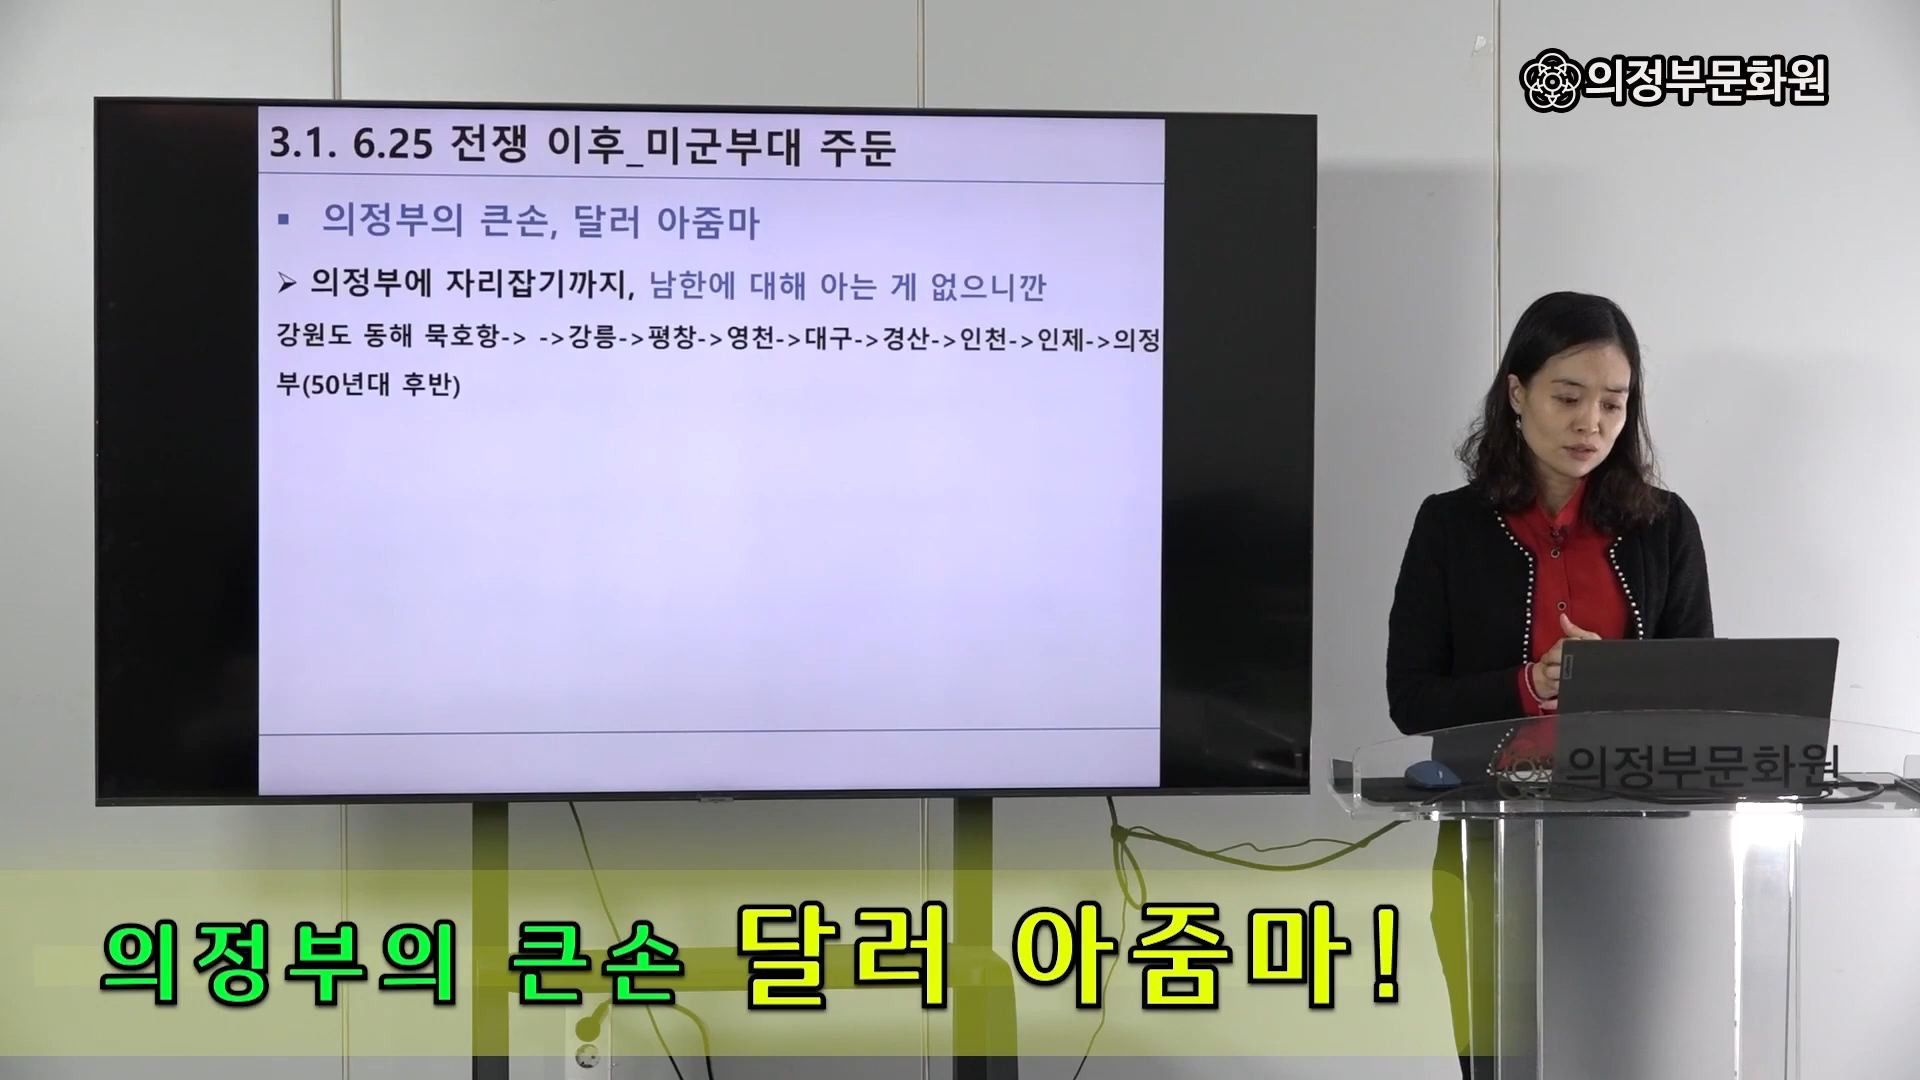 의정부문화원
3.1. 6.25 전쟁 이후_미군부대 주둔
▪ 의정부의 큰손, 달러 아줌마
➢ 의정부에 자리잡기까지, 남한에 대해 아는 게 없으니깐
강원도 동해 묵호항-> ->강릉->평창->영천->대구->경산->인천->인제->의정
부(50년대 후반)
의정부문화원
의정부의 큰손 달러 아줌마!